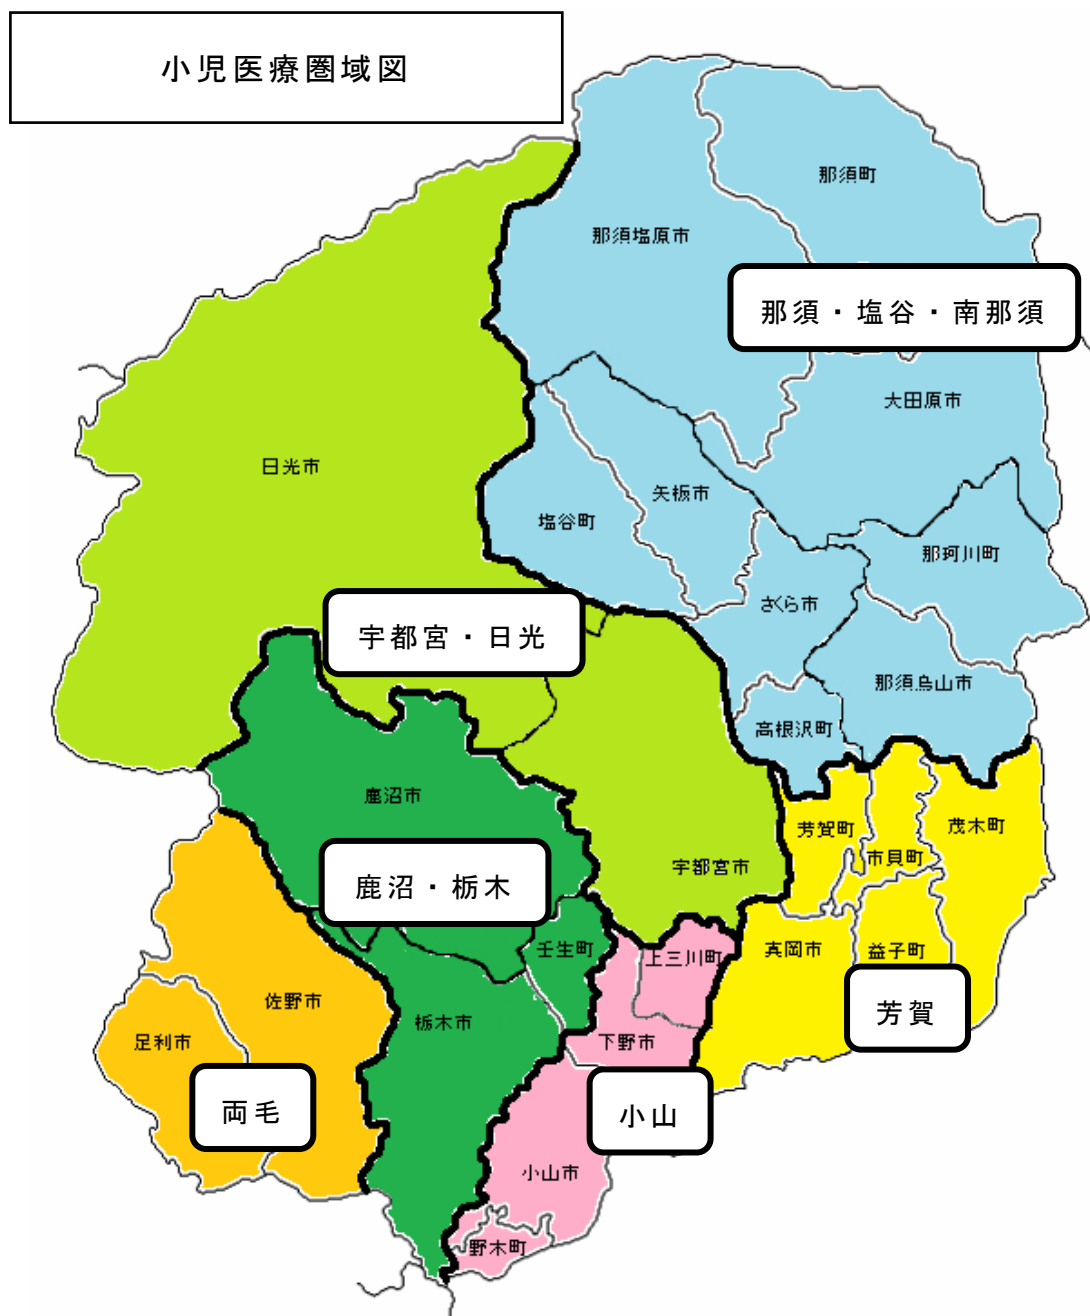 小児医療圏域図
那須町
那須塩原市
那須・塩谷・南那須
大田原市
日光市
矢板市
塩谷町
那珂川町
さくら市
宇都宮・日光
那須烏山市
高根沢町
鹿沼市
芳賀町
茂木町
市貝町
宇都宮市
鹿沼・栃木
壬生町
上三川町
真岡市
益子町
佐野市
芳賀
栃木市
足利市
下野市
両毛
小山
小山市
野木町